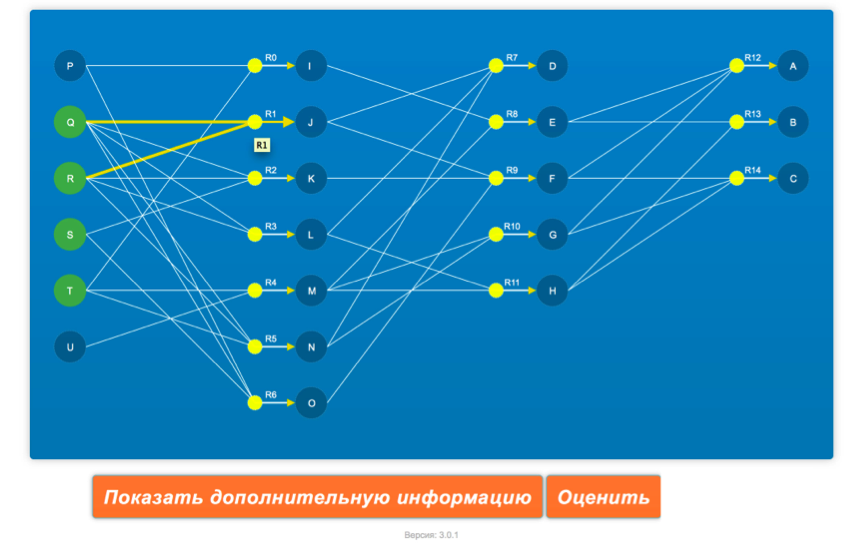 P R0 I R7 D R12 A
Q R1 J R8 E R13 B
R1
R R2 K R9 F R14 C
S R3 L R10 G
T R4 M R11 H
U R5 N
R6 O
Показать дополнительную информацию Оценить
Версия: 3.0.1